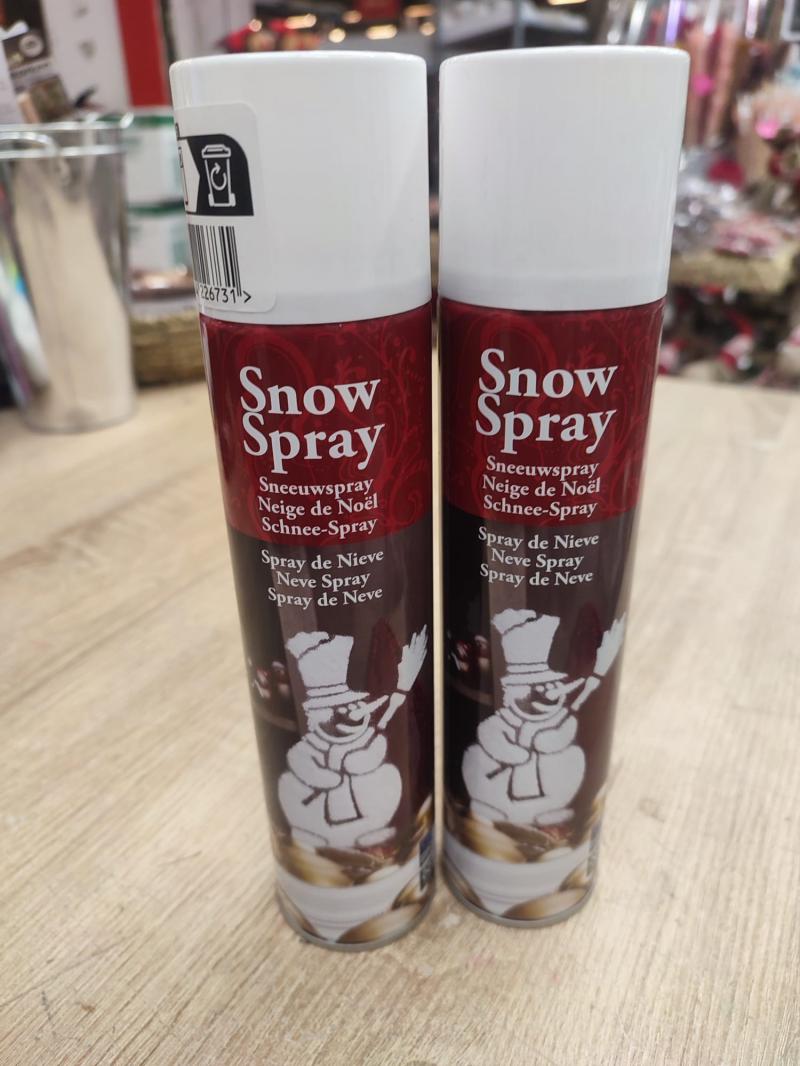 226731
Snow
Spray
Sneeuwspray
Neige de Noël
Schnee-Spray
Spray de Nieve
Neve Spray
Spray de Neve
Snow
Spray
Sneeuwspray
Neige de Noël
Schnee-Spray
Spray de Nieve
Neve Spray
Spray de Neve